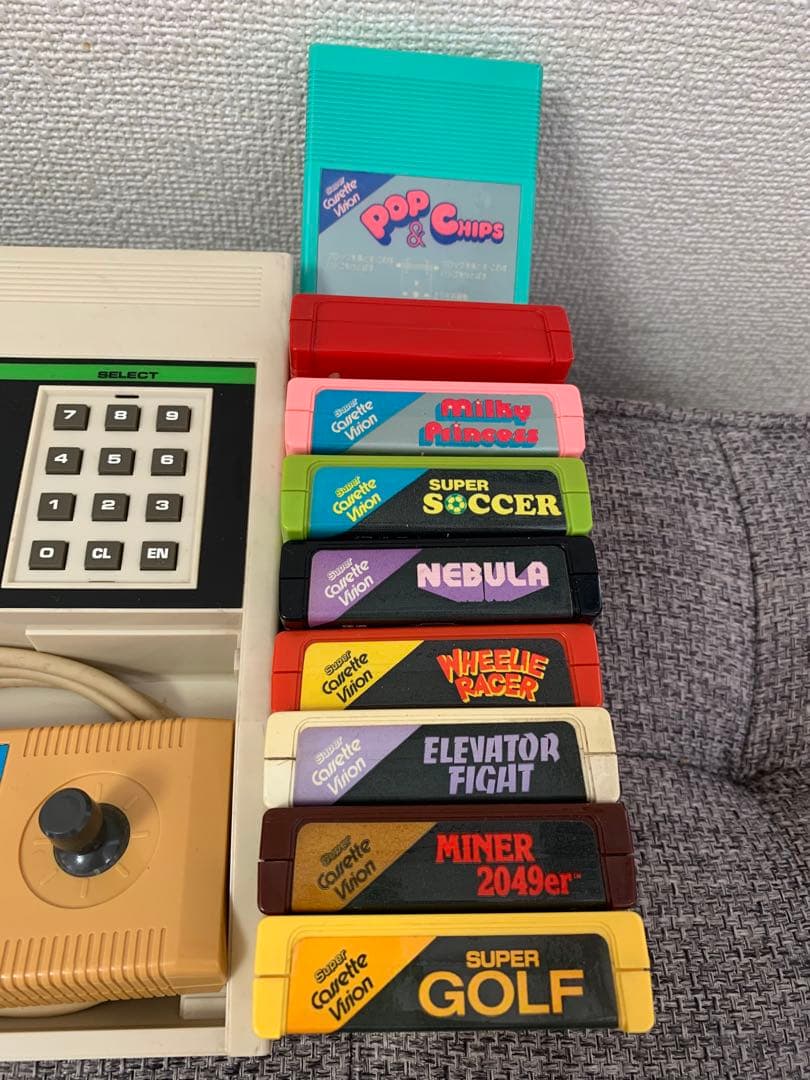 Super
Cassette
Vision
POP
& CHIPS
SELECT
7 8 9
4 5 6
1 2 3
0 CL EN
Super
Cassette
Vision
Milky
Princess
Super
Cassette
Vision
SUPER
SOCCER
Super
Cassette
Vision
NEBULA
Super
Cassette
Vision
WHEELIE
RACER
Super
Cassette
Vision
ELEVATOR
FIGHT
Super
Cassette
Vision
MINER
2049er™
Super
Cassette
Vision
SUPER
GOLF